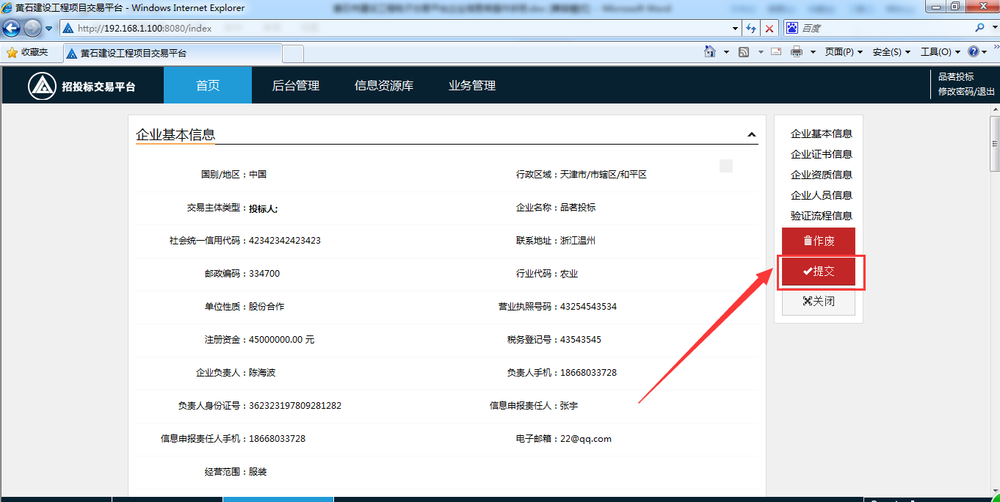 黄石建设工程项目交易平台 - Windows Internet Explorer
http://192.168.1.100:8080/index
百度
收藏夹
黄石建设工程项目交易平台
页面(P)
安全(S)
工具(O)
招投标交易平台
首页
后台管理
信息资源库
业务管理
品茗投标
修改密码/退出
企业基本信息
国别/地区：中国
行政区域：天津市/市辖区/和平区
交易主体类型：投标人;
企业名称：品茗投标
社会统一信用代码：42342342423423
联系地址：浙江温州
邮政编码：334700
行业代码：农业
单位性质：股份合作
营业执照号码：43254543534
注册资金：45000000.00 元
税务登记号：43543545
企业负责人：陈海波
负责人手机：18668033728
负责人身份证号：362323197809281282
信息申报责任人：张宇
信息申报责任人手机：18668033728
电子邮箱：22@qq.com
经营范围：服装
企业基本信息
企业证书信息
企业资质信息
企业人员信息
验证流程信息
作废
提交
关闭